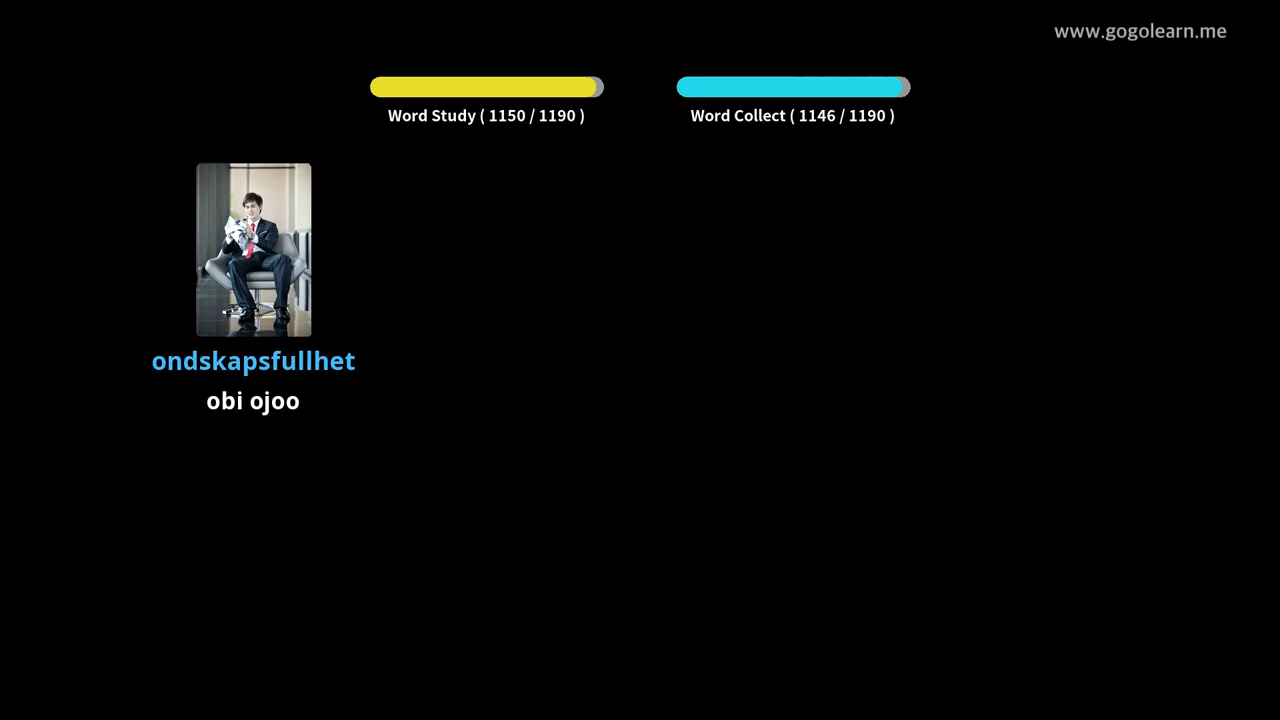 www.gogolearn.me
Word Study ( 1150 / 1190 )
Word Collect ( 1146 / 1190 )
ondskapsfullhet
obi ojoo